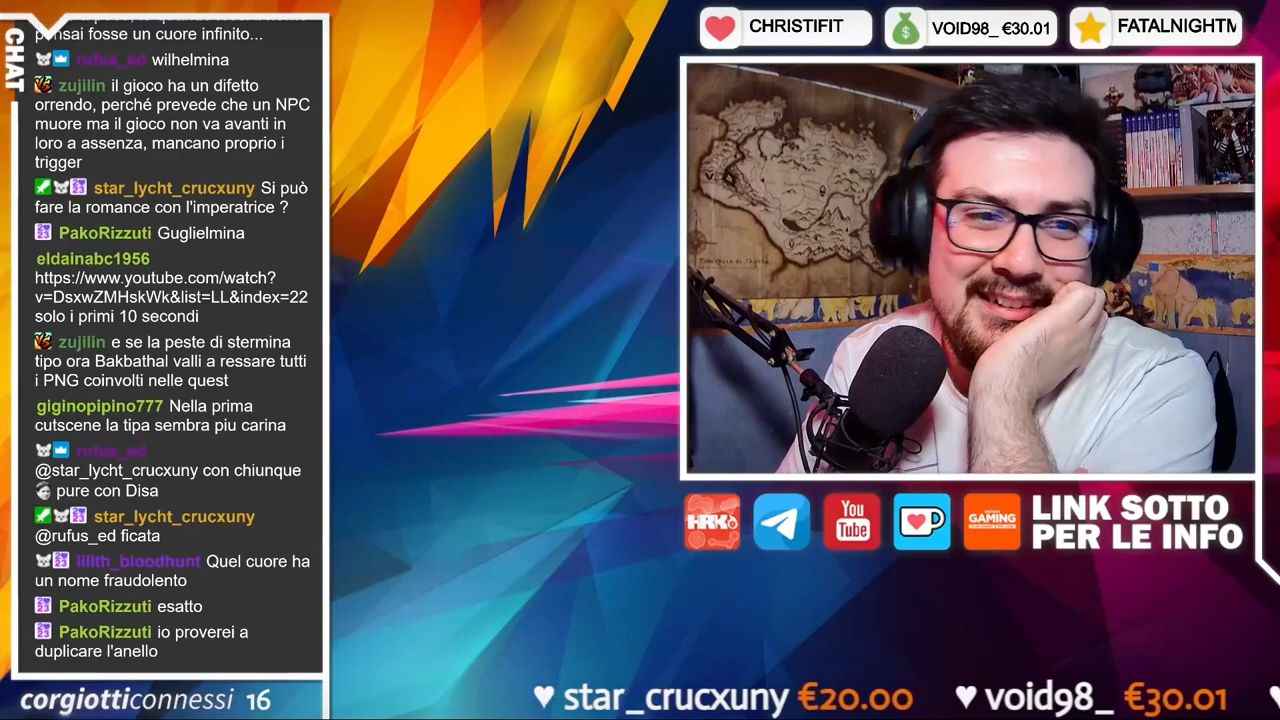 CHAT
pensai fosse un cuore infinito...
rufus_ed wilhelmina
zujilin il gioco ha un difetto
orrendo, perché prevede che un NPC
muore ma il gioco non va avanti in
loro a assenza, mancano proprio i
trigger
star_lycht_crucxuny Si può
fare la romance con l'imperatrice ?
PakoRizzuti Guglielmina
eldainabc1956
https://www.youtube.com/watch?
v=DsxwZMHskWk&list=LL&index=22
solo i primi 10 secondi
zujilin e se la peste di stermina
tipo ora Bakbathal valli a ressare tutti
i PNG coinvolti nelle quest
giginopipino777 Nella prima
cutscene la tipa sembra piu carina
rufus_ed
@star_lycht_crucxuny con chiunque
pure con Disa
star_lycht_crucxuny
@rufus_ed ficata
lilith_bloodhunt Quel cuore ha
un nome fraudolento
PakoRizzuti esatto
PakoRizzuti io proverei a
duplicare l'anello
corgiotticonnessi 16
CHRISTIFIT
VOID98_ €30.01
FATALNIGHTM
HRK
You
Tube
GAMING
LINK SOTTO
PER LE INFO
star_crucxuny €20.00
void98_ €30.01